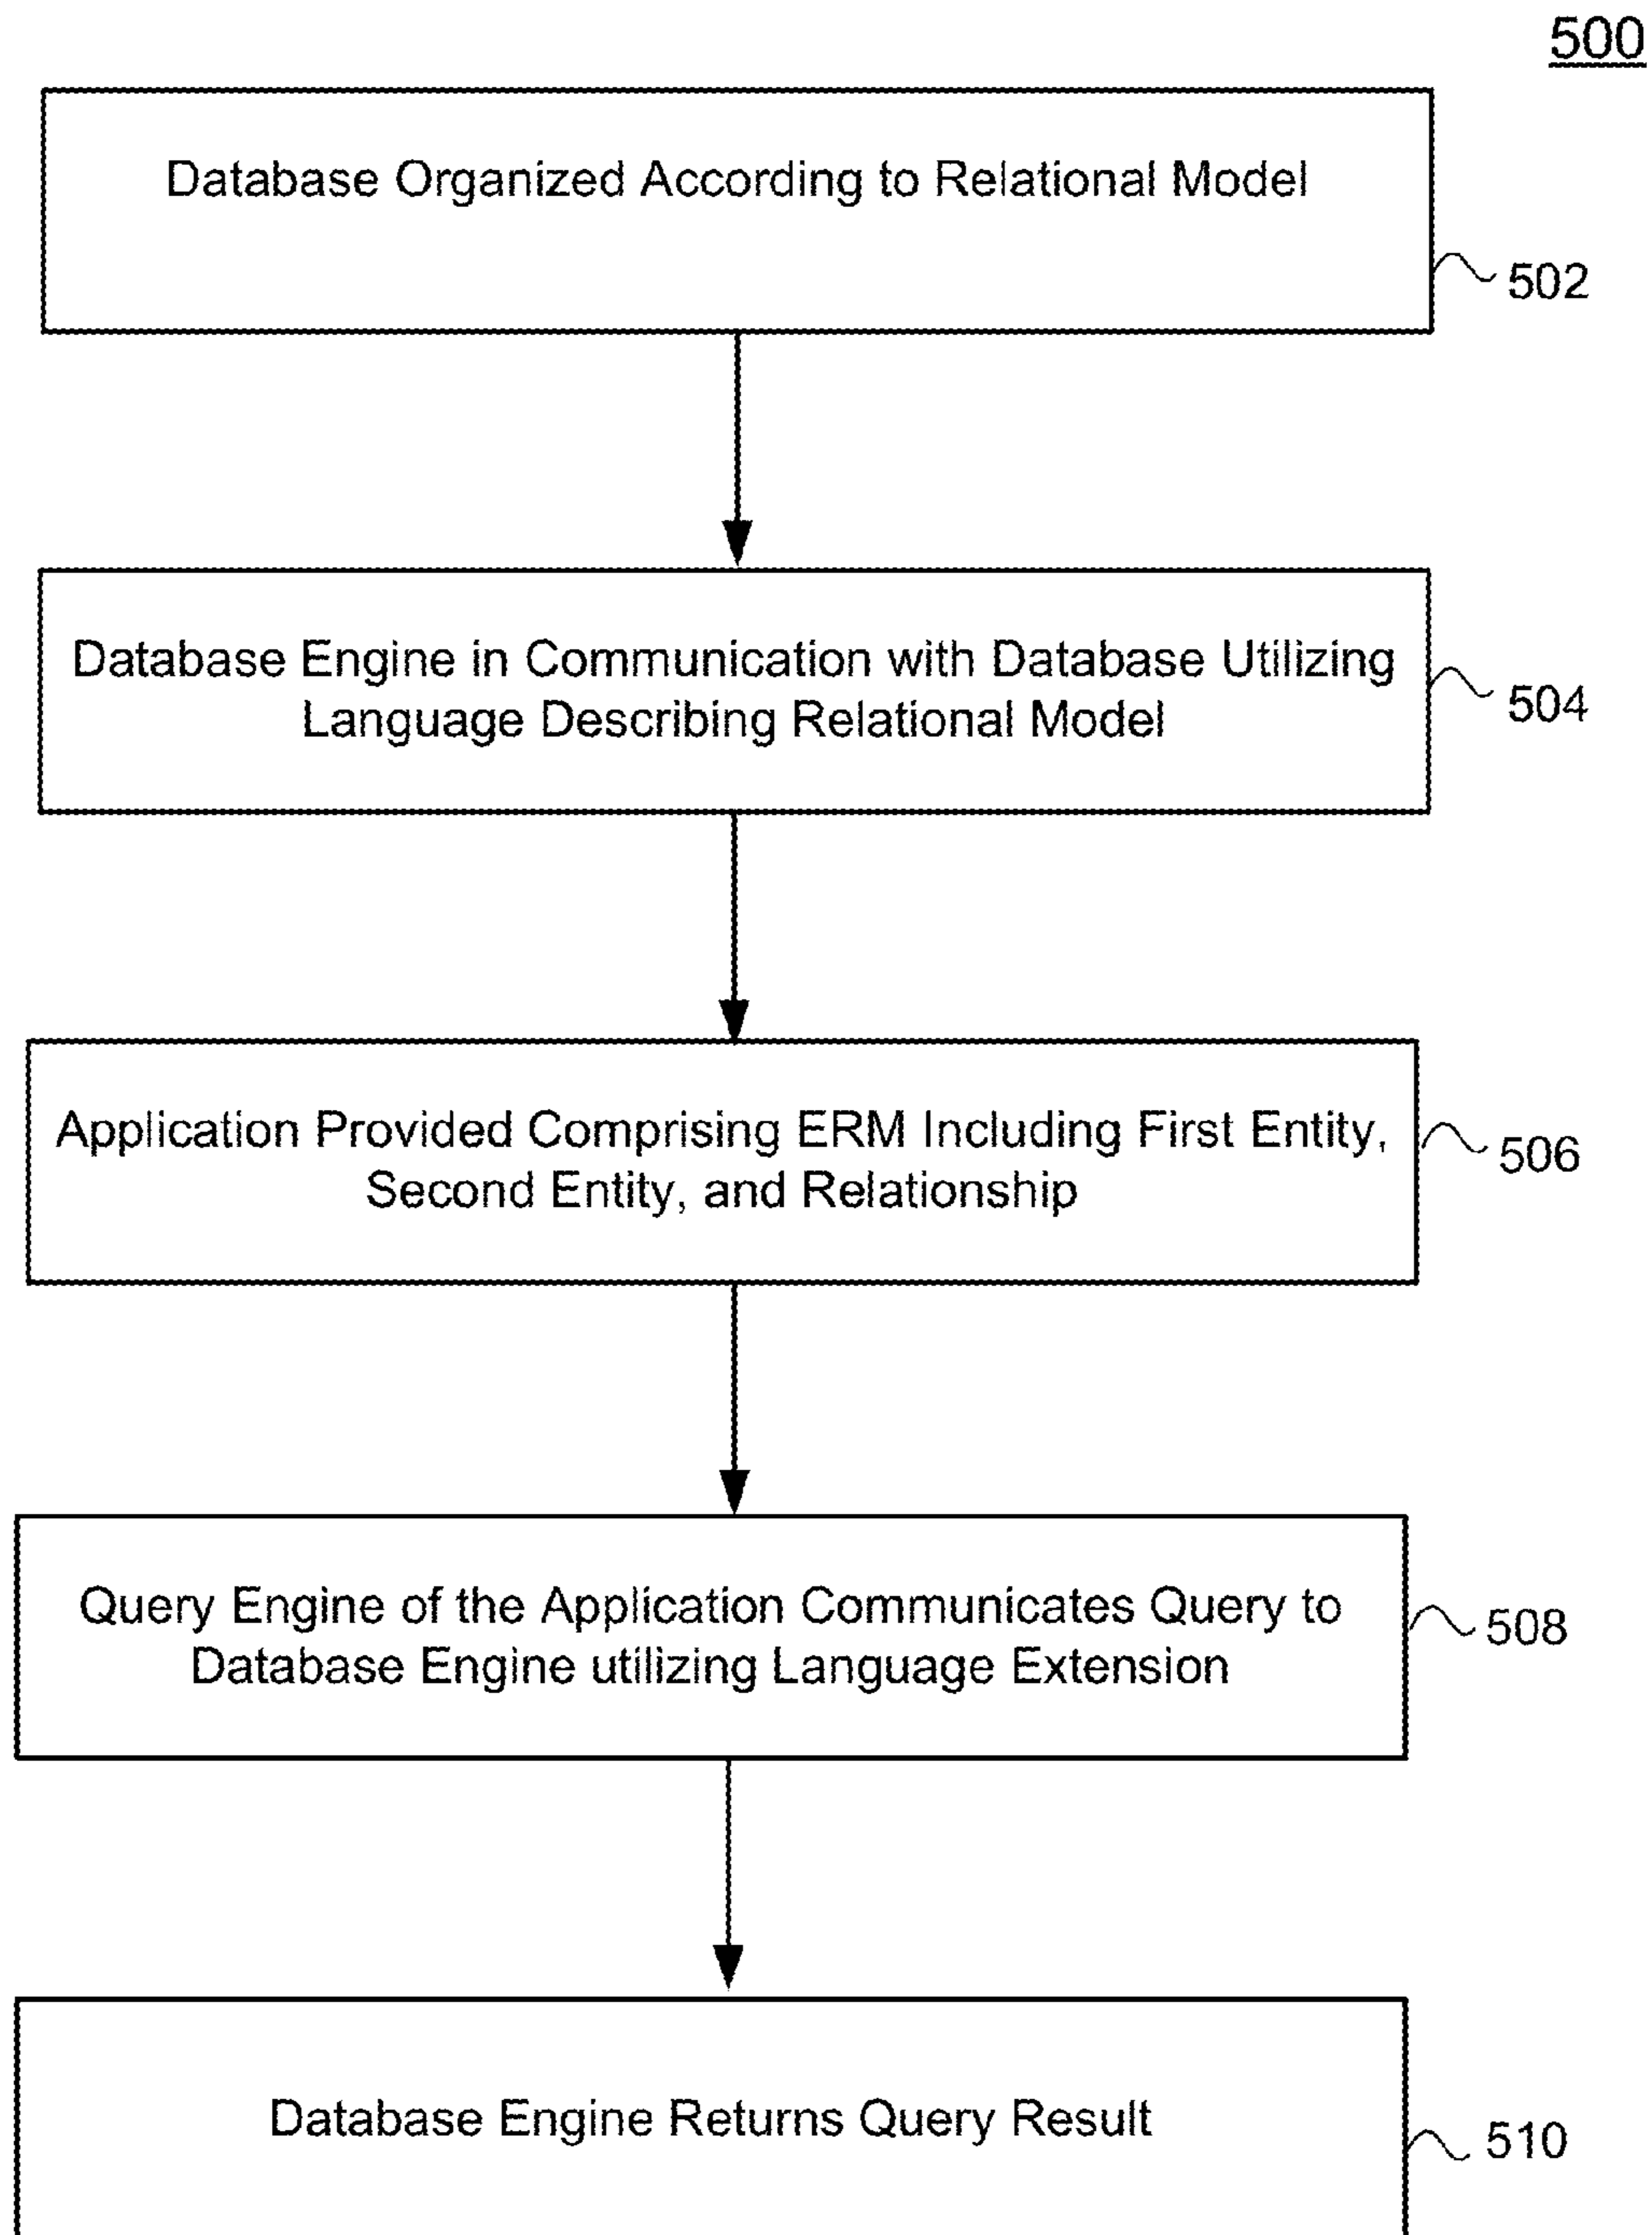 500
Database Organized According to Relational Model
502
Database Engine in Communication with Database Utilizing
Language Describing Relational Model
504
Application Provided Comprising ERM Including First Entity,
Second Entity, and Relationship
506
Query Engine of the Application Communicates Query to
Database Engine utilizing Language Extension
508
Database Engine Returns Query Result
510